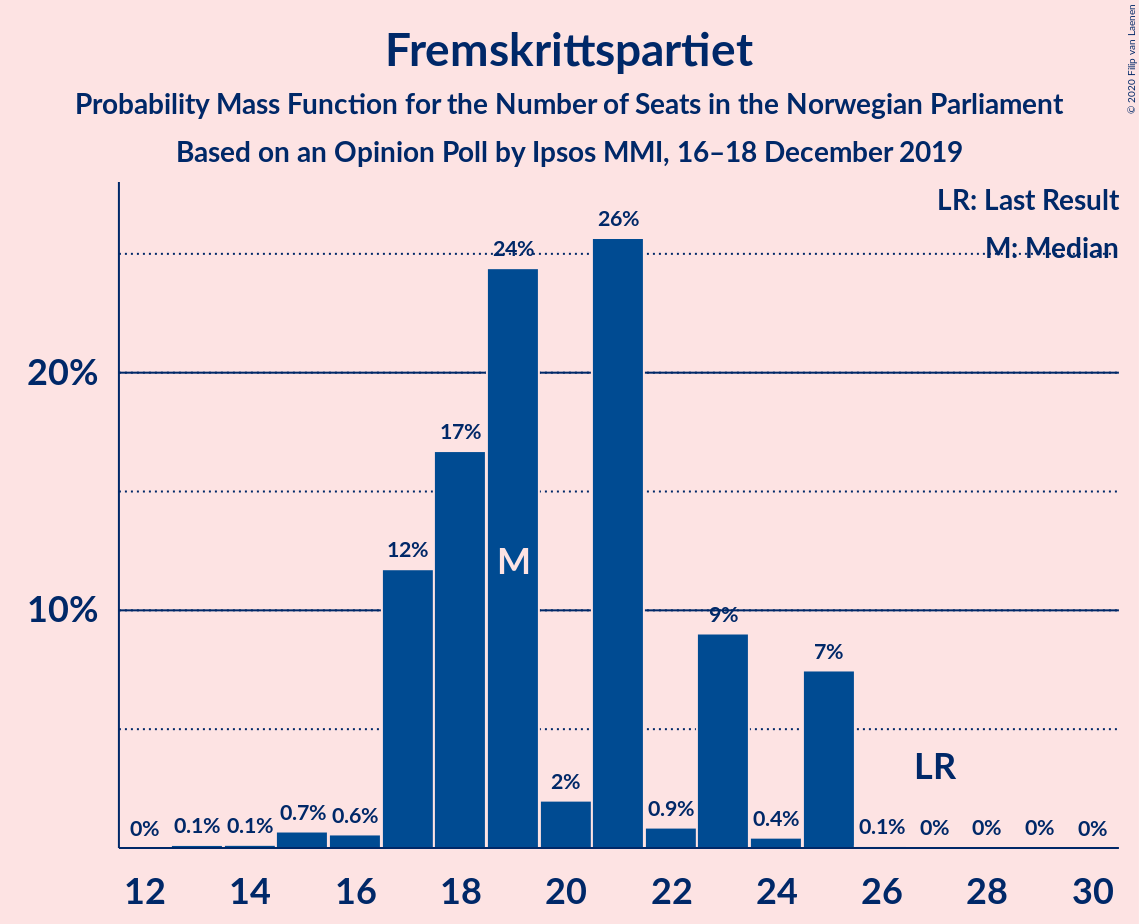 Fremskrittspartiet
Probability Mass Function for the Number of Seats in the Norwegian Parliament
Based on an Opinion Poll by Ipsos MMI, 16–18 December 2019
© 2020 Filip van Laenen
LR: Last Result
M: Median
20%
10%
0%
0.1%
0.1%
0.7%
0.6%
12%
17%
24%
M
2%
26%
0.9%
9%
0.4%
7%
0.1%
0%
LR
0%
0%
0%
12 14 16 18 20 22 24 26 28 30